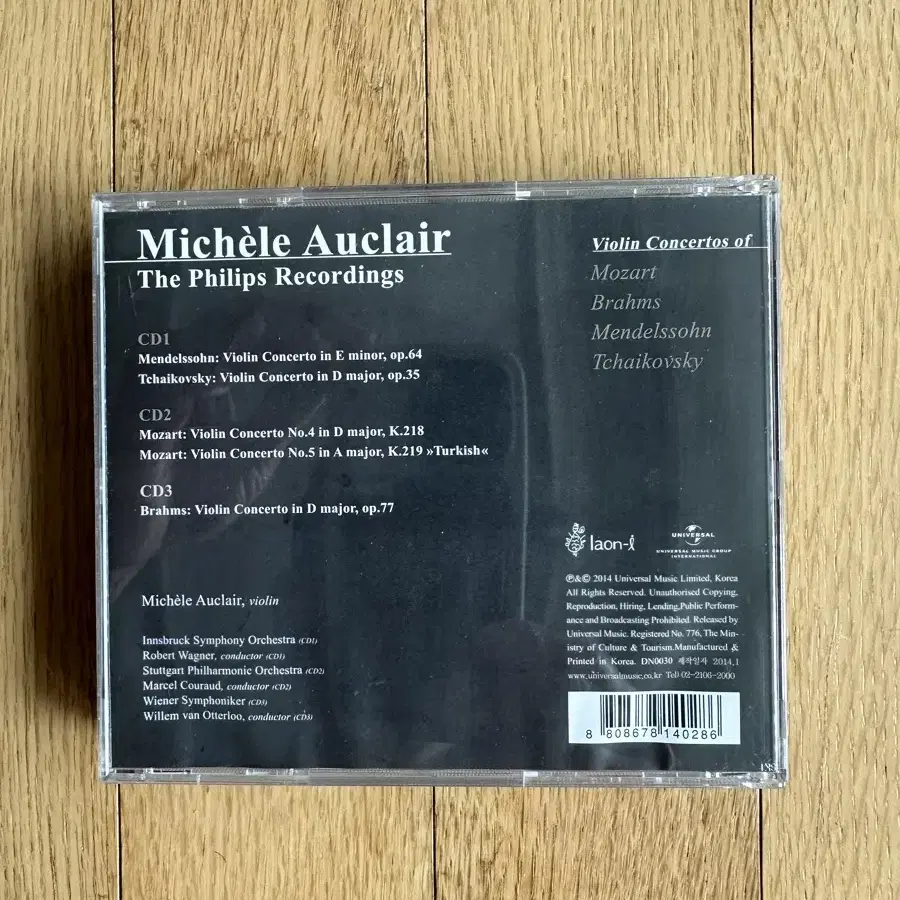 Michèle Auclair
The Philips Recordings
CD1
Mendelssohn: Violin Concerto in E minor, op.64
Tchaikovsky: Violin Concerto in D major, op.35
CD2
Mozart: Violin Concerto No.4 in D major, K.218
Mozart: Violin Concerto No.5 in A major, K.219 »Turkish«
CD3
Brahms: Violin Concerto in D major, op.77
Michèle Auclair, violin
Innsbruck Symphony Orchestra (CD1)
Robert Wagner, conductor (CD1)
Stuttgart Philharmonic Orchestra (CD2)
Marcel Couraud, conductor (CD2)
Wiener Symphoniker (CD3)
Willem van Otterloo, conductor (CD3)
Violin Concertos of
Mozart
Brahms
Mendelssohn
Tchaikovsky
laon-i
UNIVERSAL
UNIVERSAL MUSIC GROUP
INTERNATIONAL
℗&© 2014 Universal Music Limited, Korea
All Rights Reserved. Unauthorised Copying,
Reproduction, Hiring, Lending,Public Perform-
ance and Broadcasting Prohibited. Released by
Universal Music. Registered No. 776, The Min-
istry of Culture & Tourism.Manufactured &
Printed in Korea. DN0030 제작일자 2014.1
www.universalmusic.co.kr Tel) 02-2106-2000
8 808678 140286